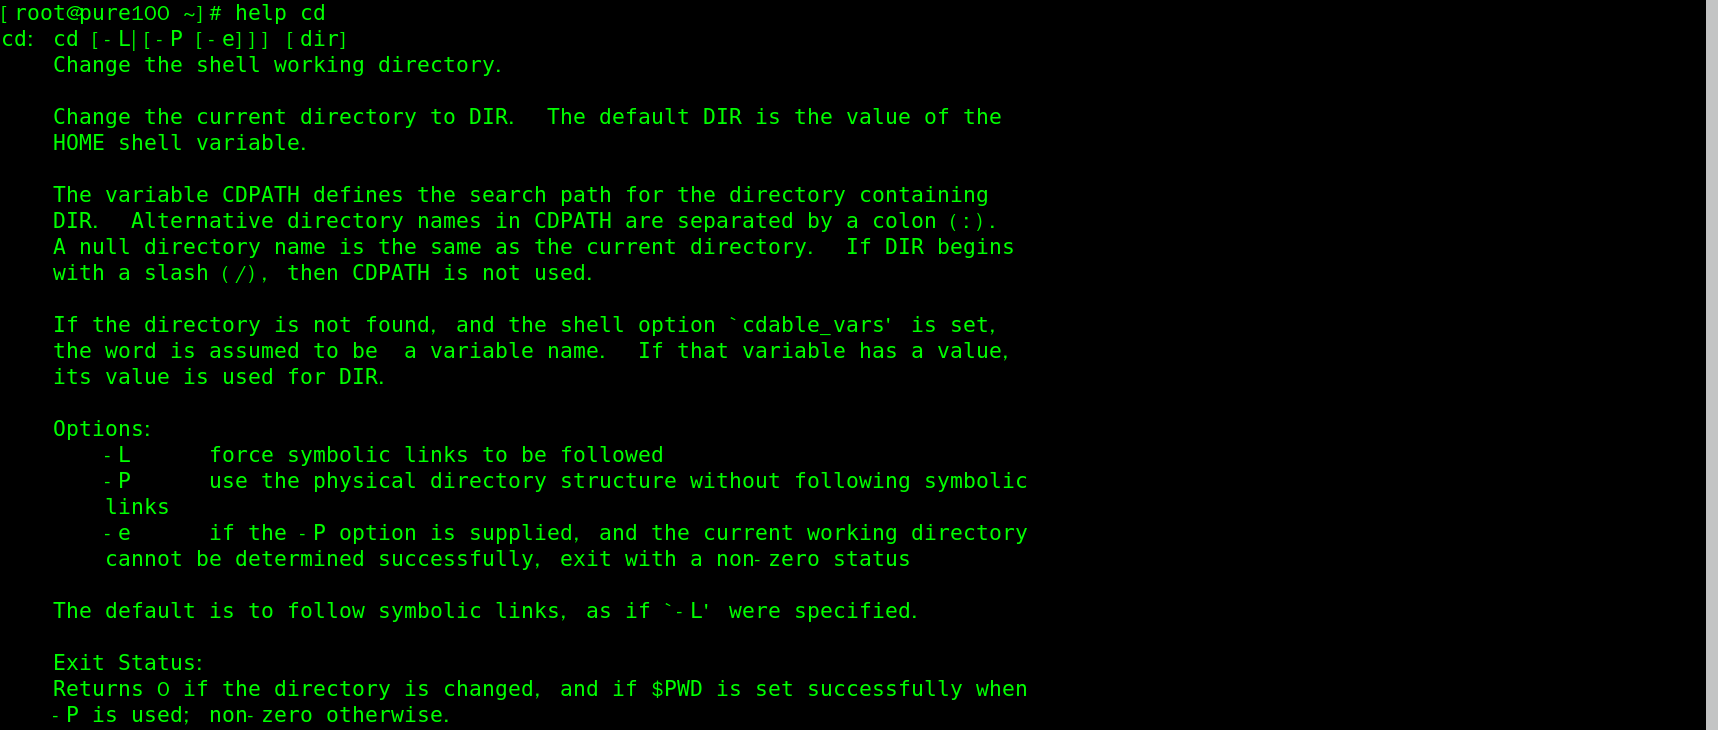 [root@pure100 ~]# help cd
cd: cd [-L|[-P [-e]]] [dir]
    Change the shell working directory.

    Change the current directory to DIR.  The default DIR is the value of the
    HOME shell variable.

    The variable CDPATH defines the search path for the directory containing
    DIR.  Alternative directory names in CDPATH are separated by a colon (:).
    A null directory name is the same as the current directory.  If DIR begins
    with a slash (/), then CDPATH is not used.

    If the directory is not found, and the shell option `cdable_vars' is set,
    the word is assumed to be  a variable name.  If that variable has a value,
    its value is used for DIR.

    Options:
        -L      force symbolic links to be followed
        -P      use the physical directory structure without following symbolic
        links
        -e      if the -P option is supplied, and the current working directory
        cannot be determined successfully, exit with a non-zero status

    The default is to follow symbolic links, as if `-L' were specified.

    Exit Status:
    Returns 0 if the directory is changed, and if $PWD is set successfully when
    -P is used; non-zero otherwise.